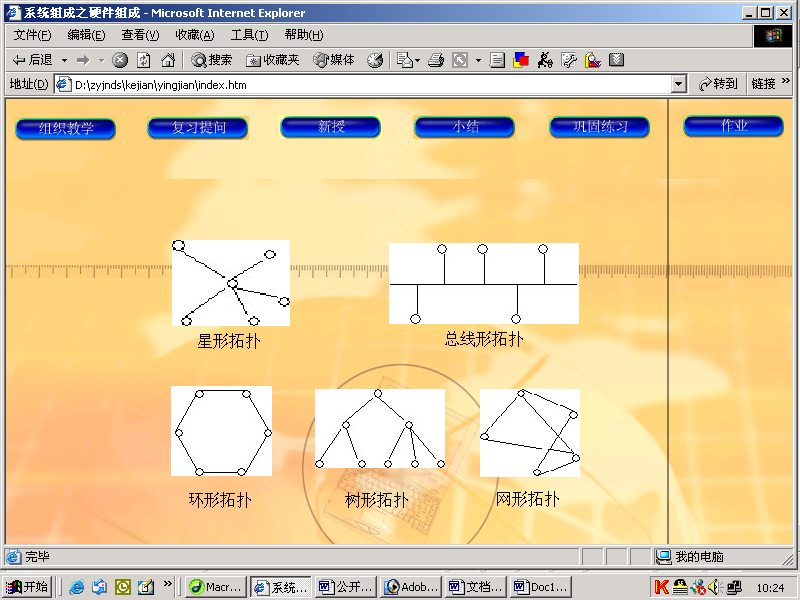 系统组成之硬件组成 - Microsoft Internet Explorer
文件(F) 编辑(E) 查看(V) 收藏(A) 工具(T) 帮助(H)
后退 搜索 收藏夹 媒体
地址(D) D:\zyjnds\kejian\yingjian\index.htm 转到 链接 »
组织教学 复习提问 新授 小结 巩固练习 作业
星形拓扑 总线形拓扑
环形拓扑 树形拓扑 网形拓扑
完毕 我的电脑
开始 » Macr... 系统... 公开... Adob... 文档... Doc1... 10:24